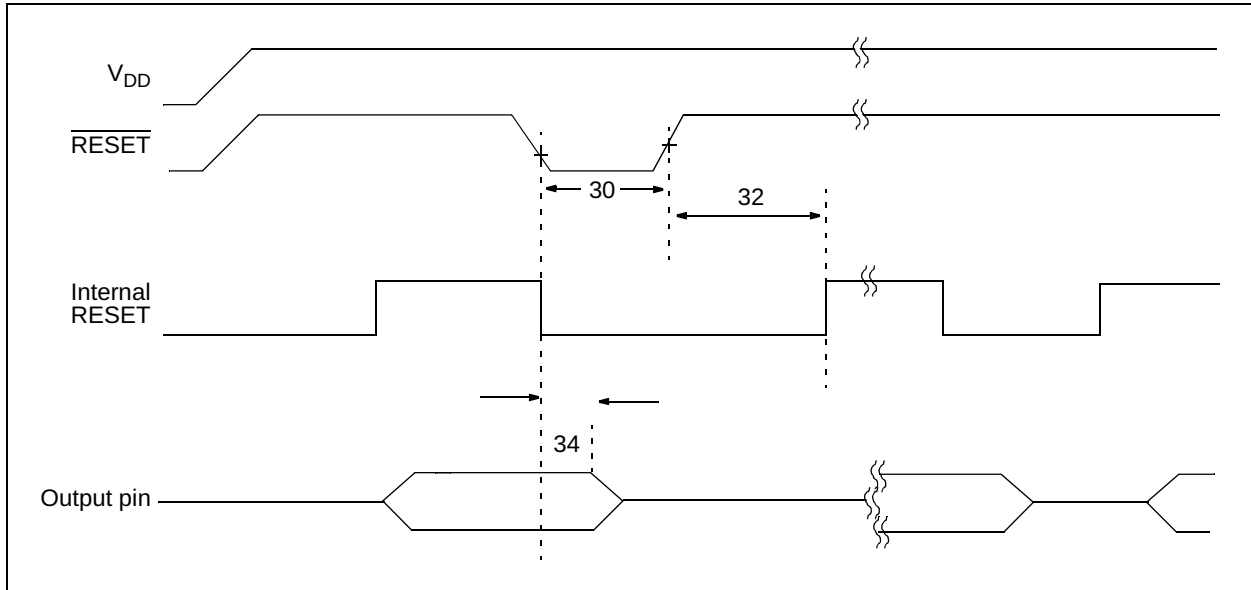 VDD
RESET
30
32
Internal
RESET
34
Output pin